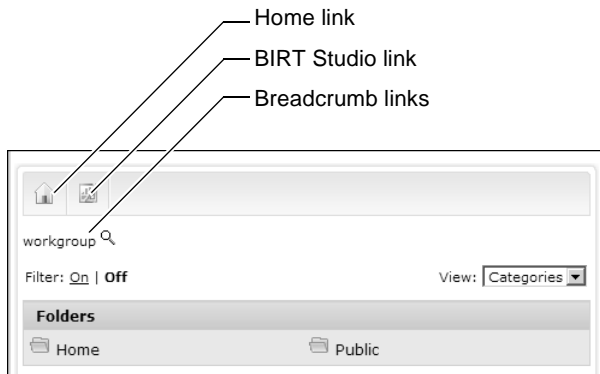 Home link
BIRT Studio link
Breadcrumb links
workgroup
Filter: On | Off View: Categories
Folders
Home Public